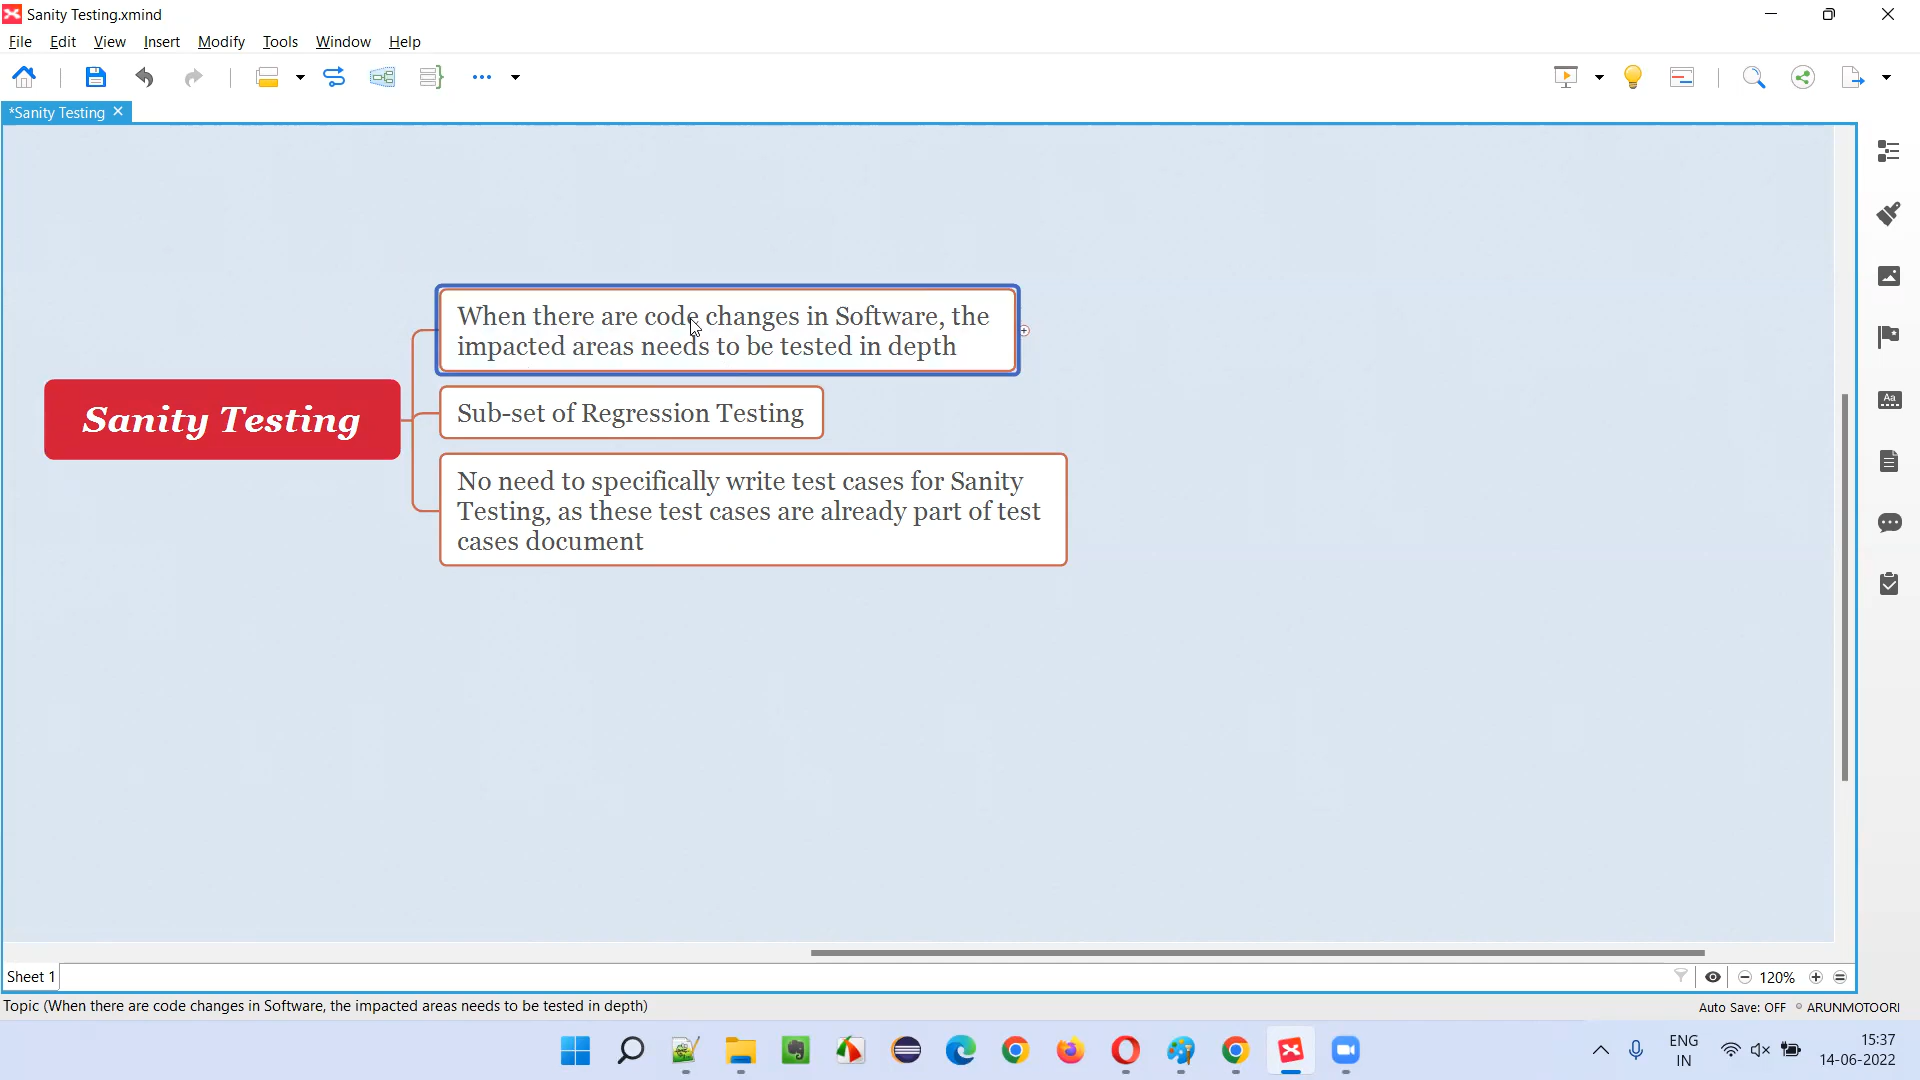 Sanity Testing.xmind
File Edit View Insert Modify Tools Window Help
*Sanity Testing
When there are code changes in Software, the
impacted areas needs to be tested in depth
Sanity Testing
Sub-set of Regression Testing
No need to specifically write test cases for Sanity
Testing, as these test cases are already part of test
cases document
Aa
Sheet 1
120%
Topic (When there are code changes in Software, the impacted areas needs to be tested in depth)
Auto Save: OFF ARUNMOTOORI
ENG
IN
15:37
14-06-2022